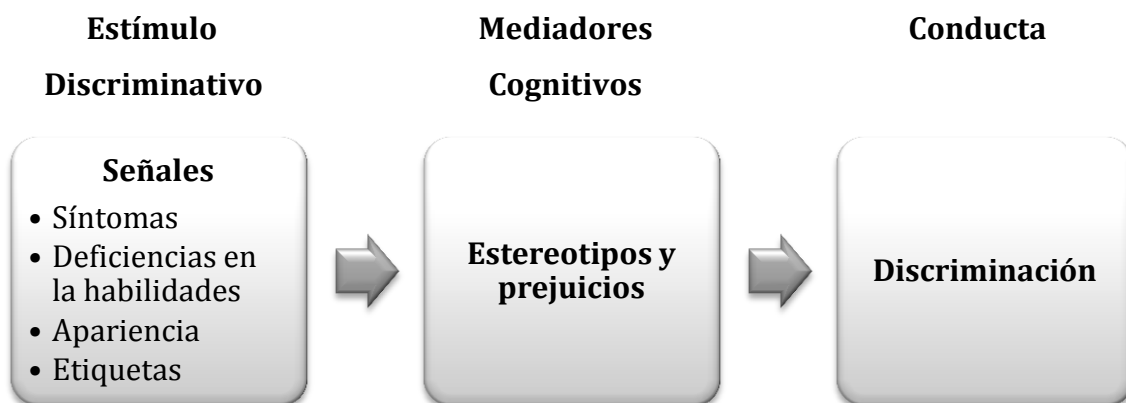 Estímulo
Discriminativo
Mediadores
Cognitivos
Conducta
Señales
• Síntomas
• Deficiencias en
la habilidades
• Apariencia
• Etiquetas
Estereotipos y
prejuicios
Discriminación